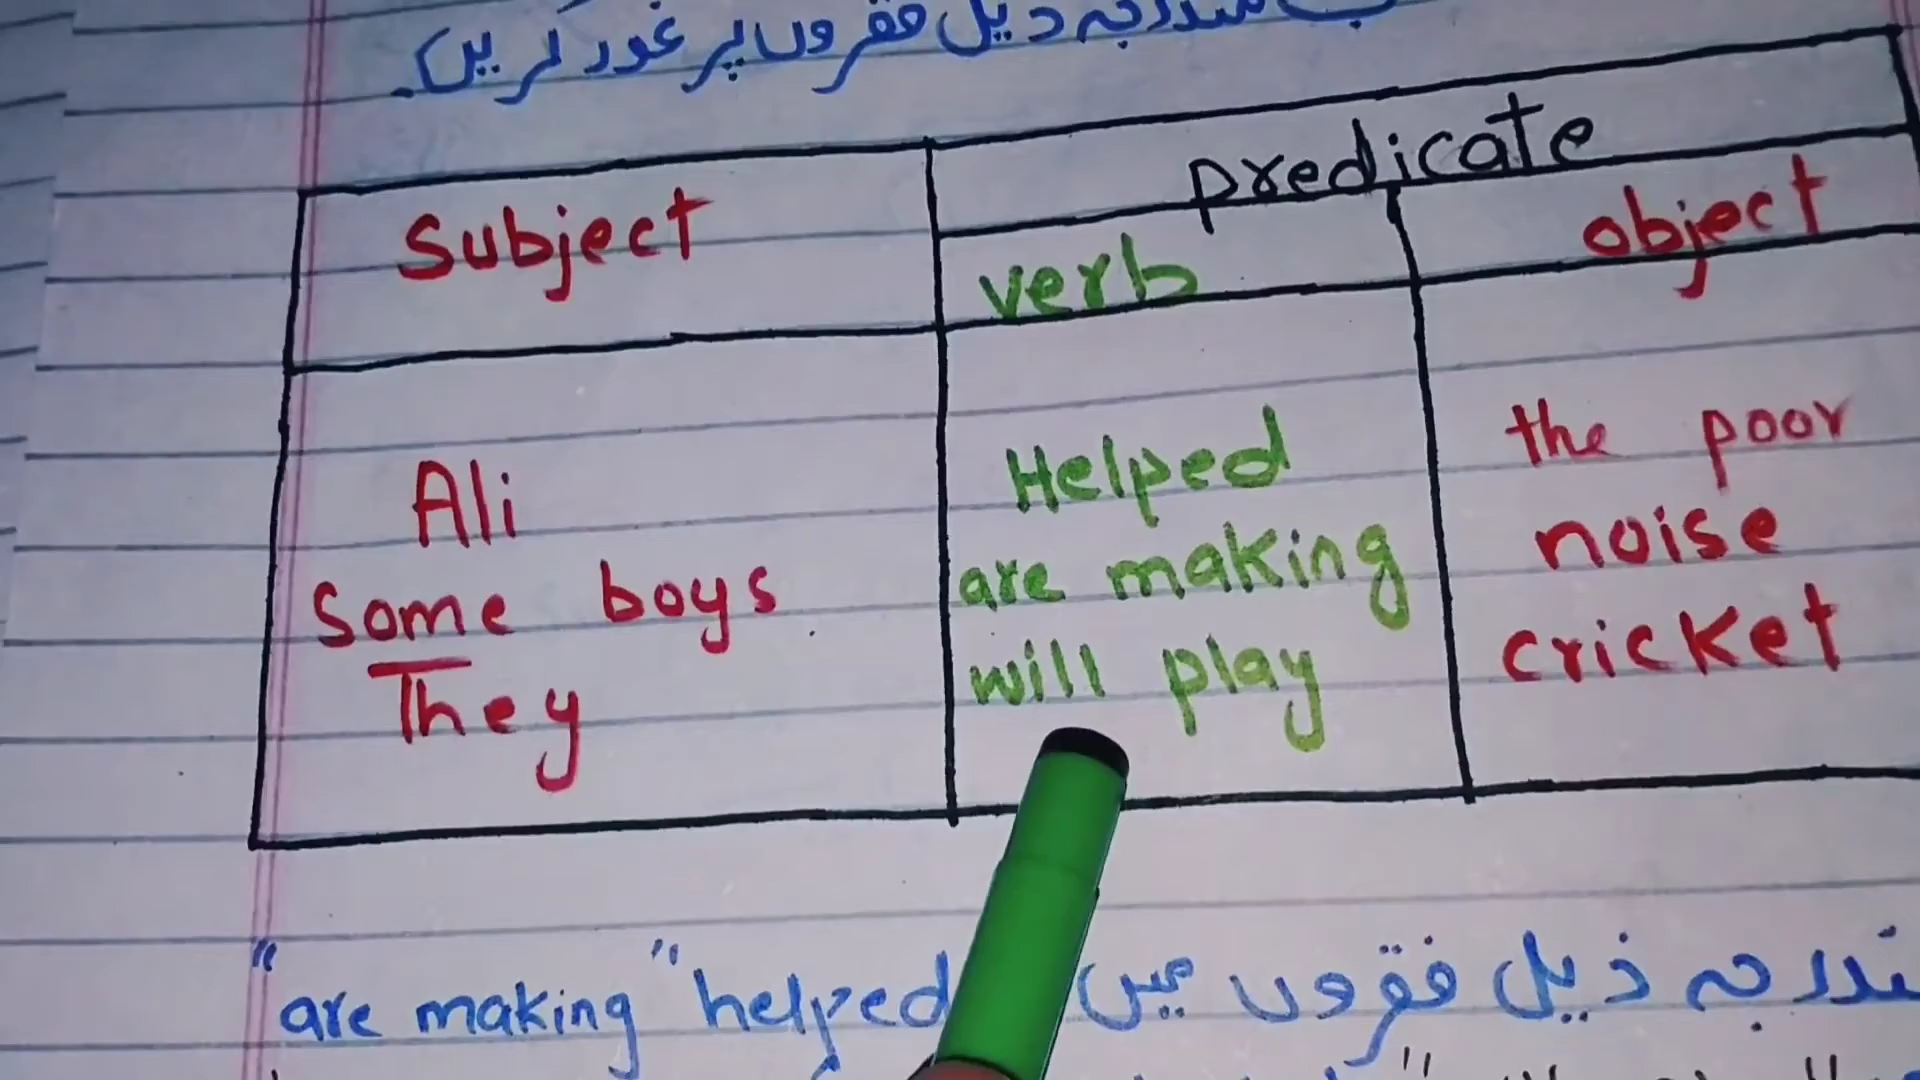 مندرجہ ذیل فقروں پر غور کریں۔
Subject
predicate
verb
object
Ali Helped the poor
Some boys are making noise
They will play cricket
مندرجہ ذیل فقروں میں helped "are making"